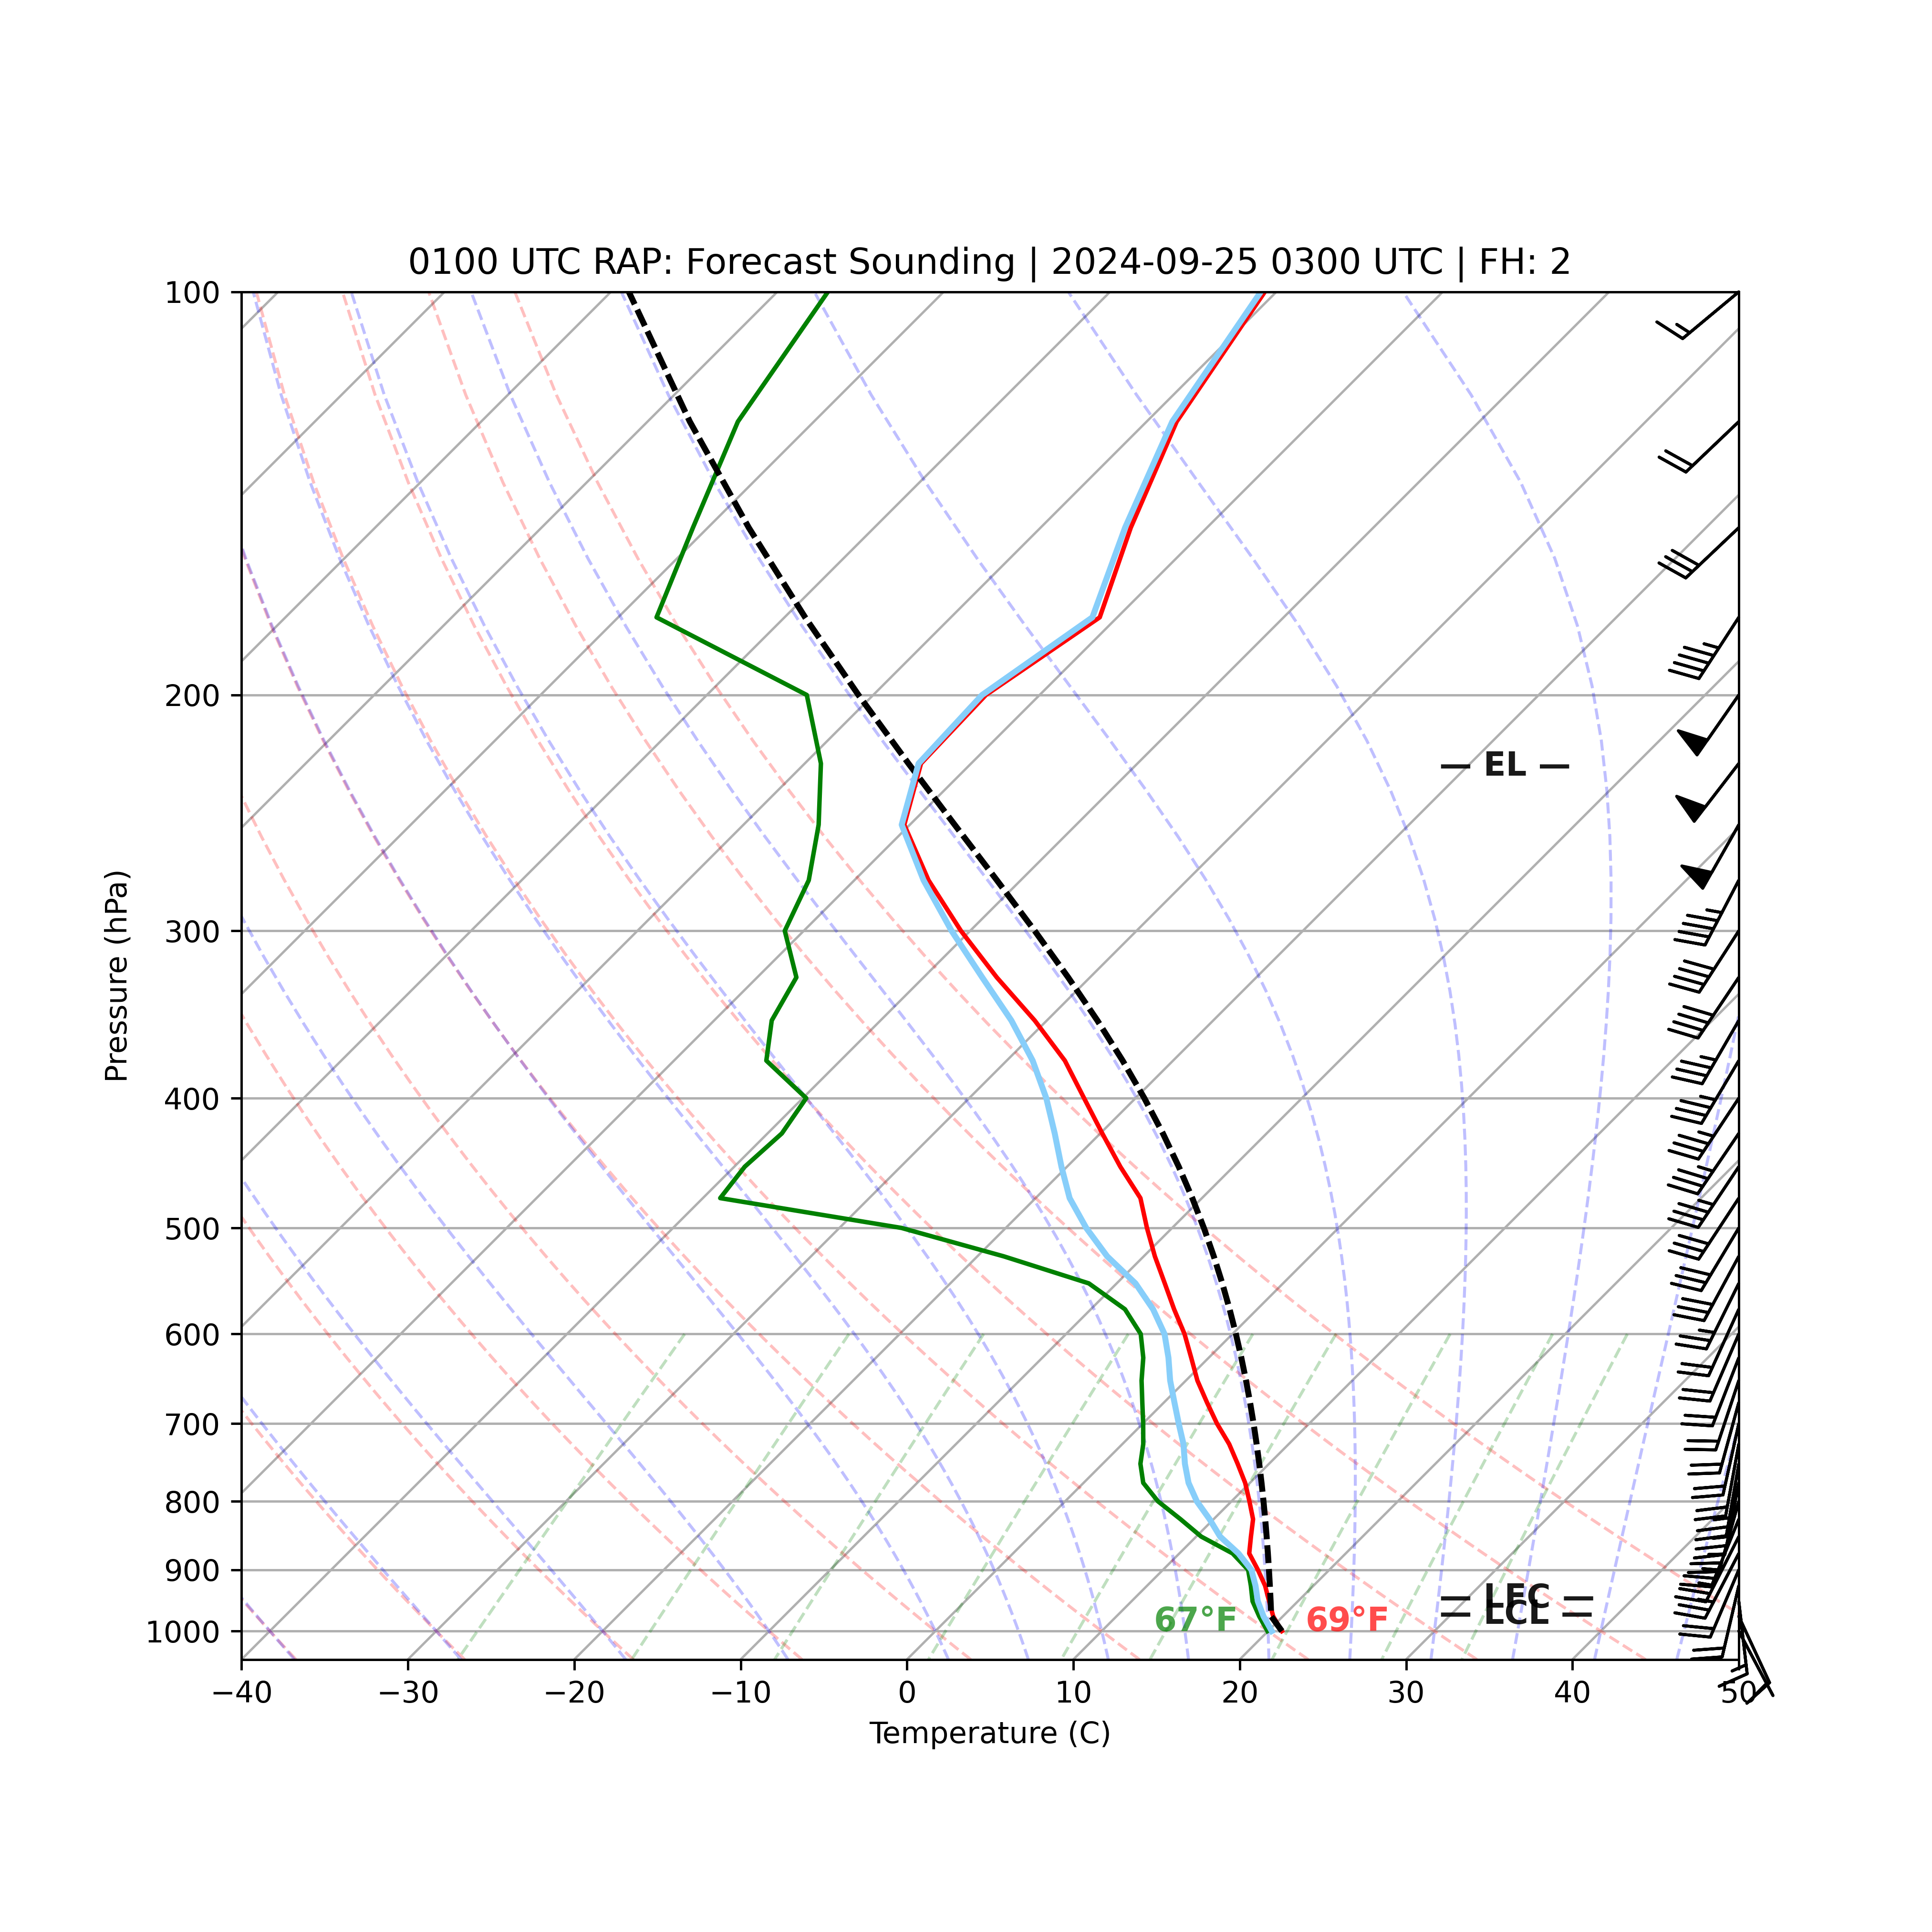 0100 UTC RAP: Forecast Sounding | 2024-09-25 0300 UTC | FH: 2
100
200
— EL —
300
Pressure (hPa)
400
500
600
700
800
900
— LFC —
— LCL —
67°F 69°F
1000
−40 −30 −20 −10 0 10 20 30 40 50
Temperature (C)